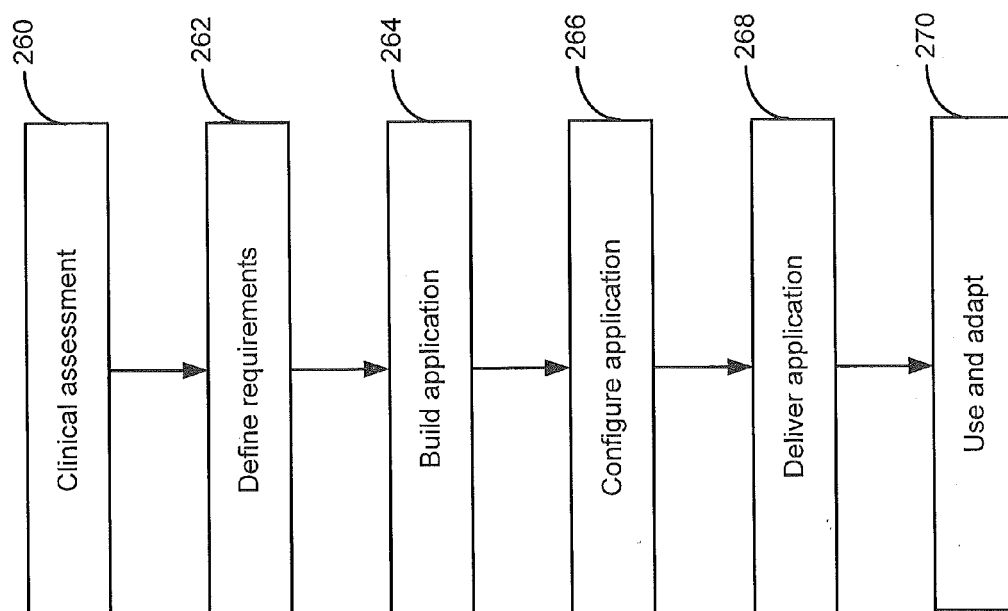 260
Clinical assessment
262
Define requirements
264
Build application
266
Configure application
268
Deliver application
270
Use and adapt